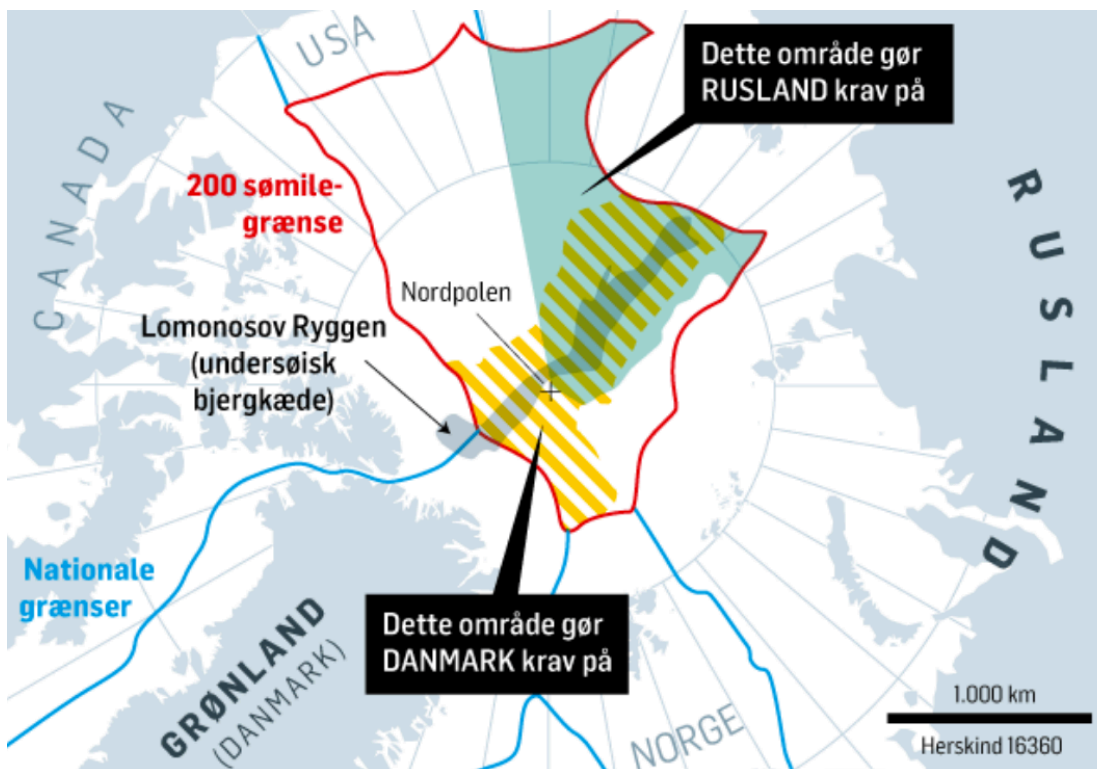 USA
Dette område gør
RUSLAND krav på
CANADA
200 sømile-
grænse
RUSLAND
Nordpolen
Lomonosov Ryggen
(undersøisk
bjergkæde)
Nationale
grænser
GRØNLAND
(DANMARK)
Dette område gør
DANMARK krav på
NORGE
1.000 km
Herskind 16360